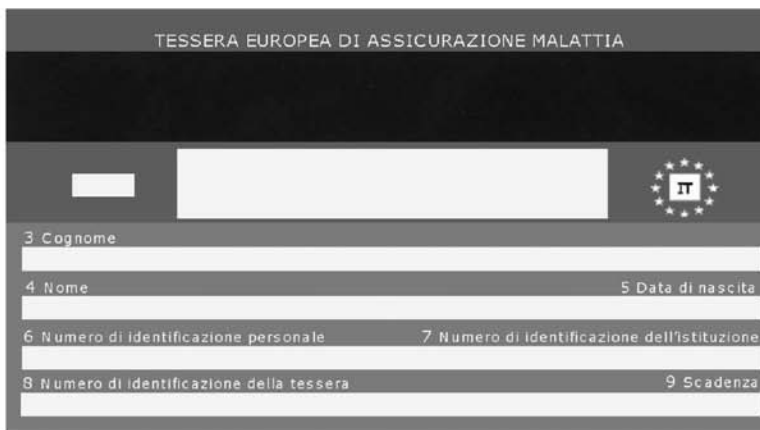 TESSERA EUROPEA DI ASSICURAZIONE MALATTIA
IT
3 Cognome
4 Nome 5 Data di nascita
6 Numero di identificazione personale 7 Numero di identificazione dell'istituzione
8 Numero di identificazione della tessera 9 Scadenza